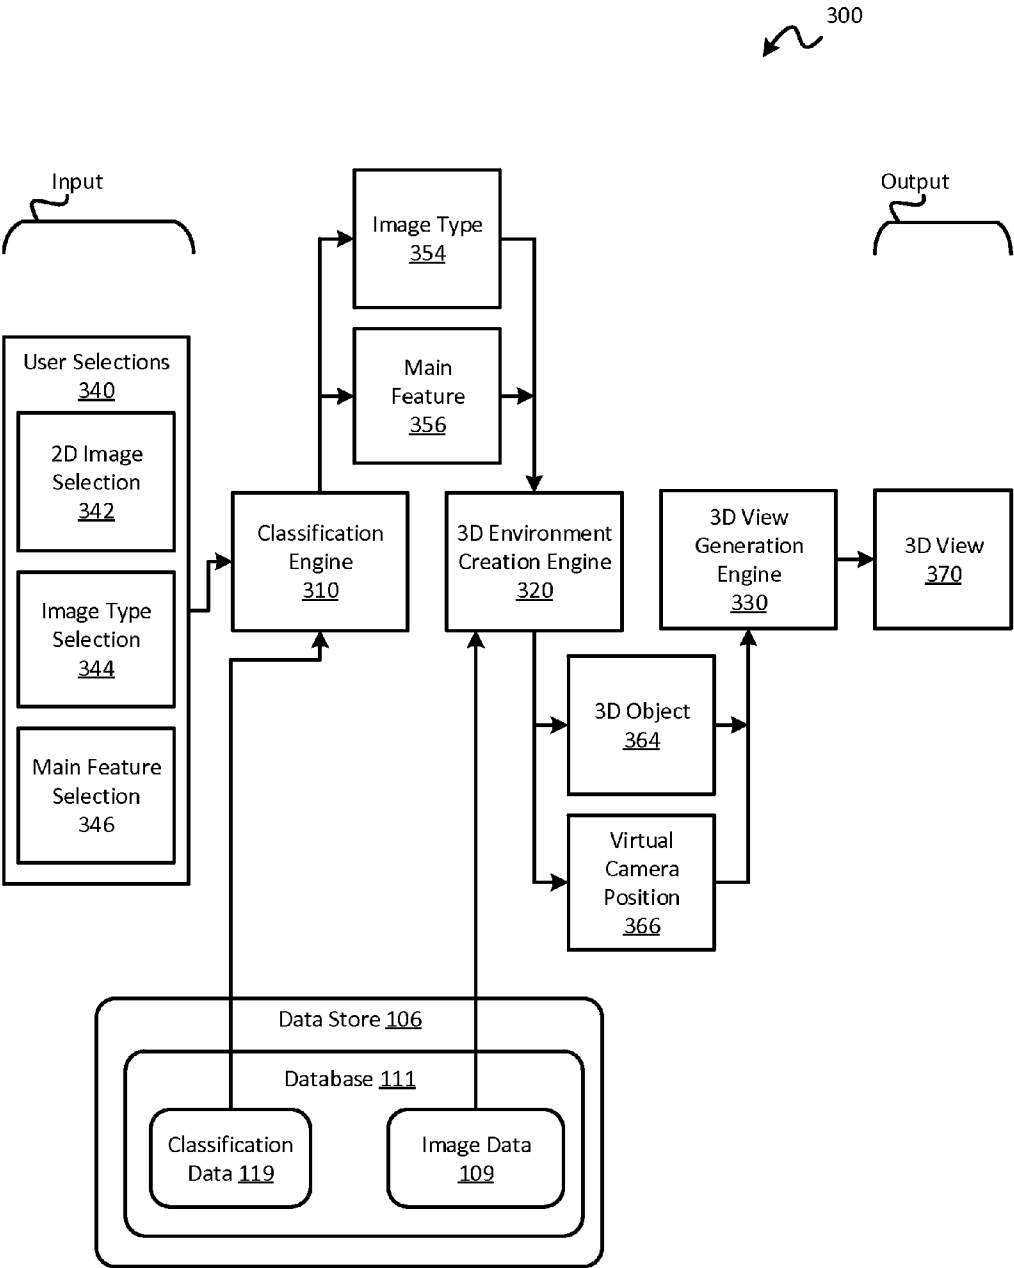 300
Input
Output
Image Type
354
Main
Feature
356
User Selections
340
2D Image
Selection
342
Image Type
Selection
344
Main Feature
Selection
346
Classification
Engine
310
3D Environment
Creation Engine
320
3D View
Generation
Engine
330
3D View
370
3D Object
364
Virtual
Camera
Position
366
Data Store 106
Database 111
Classification
Data 119
Image Data
109